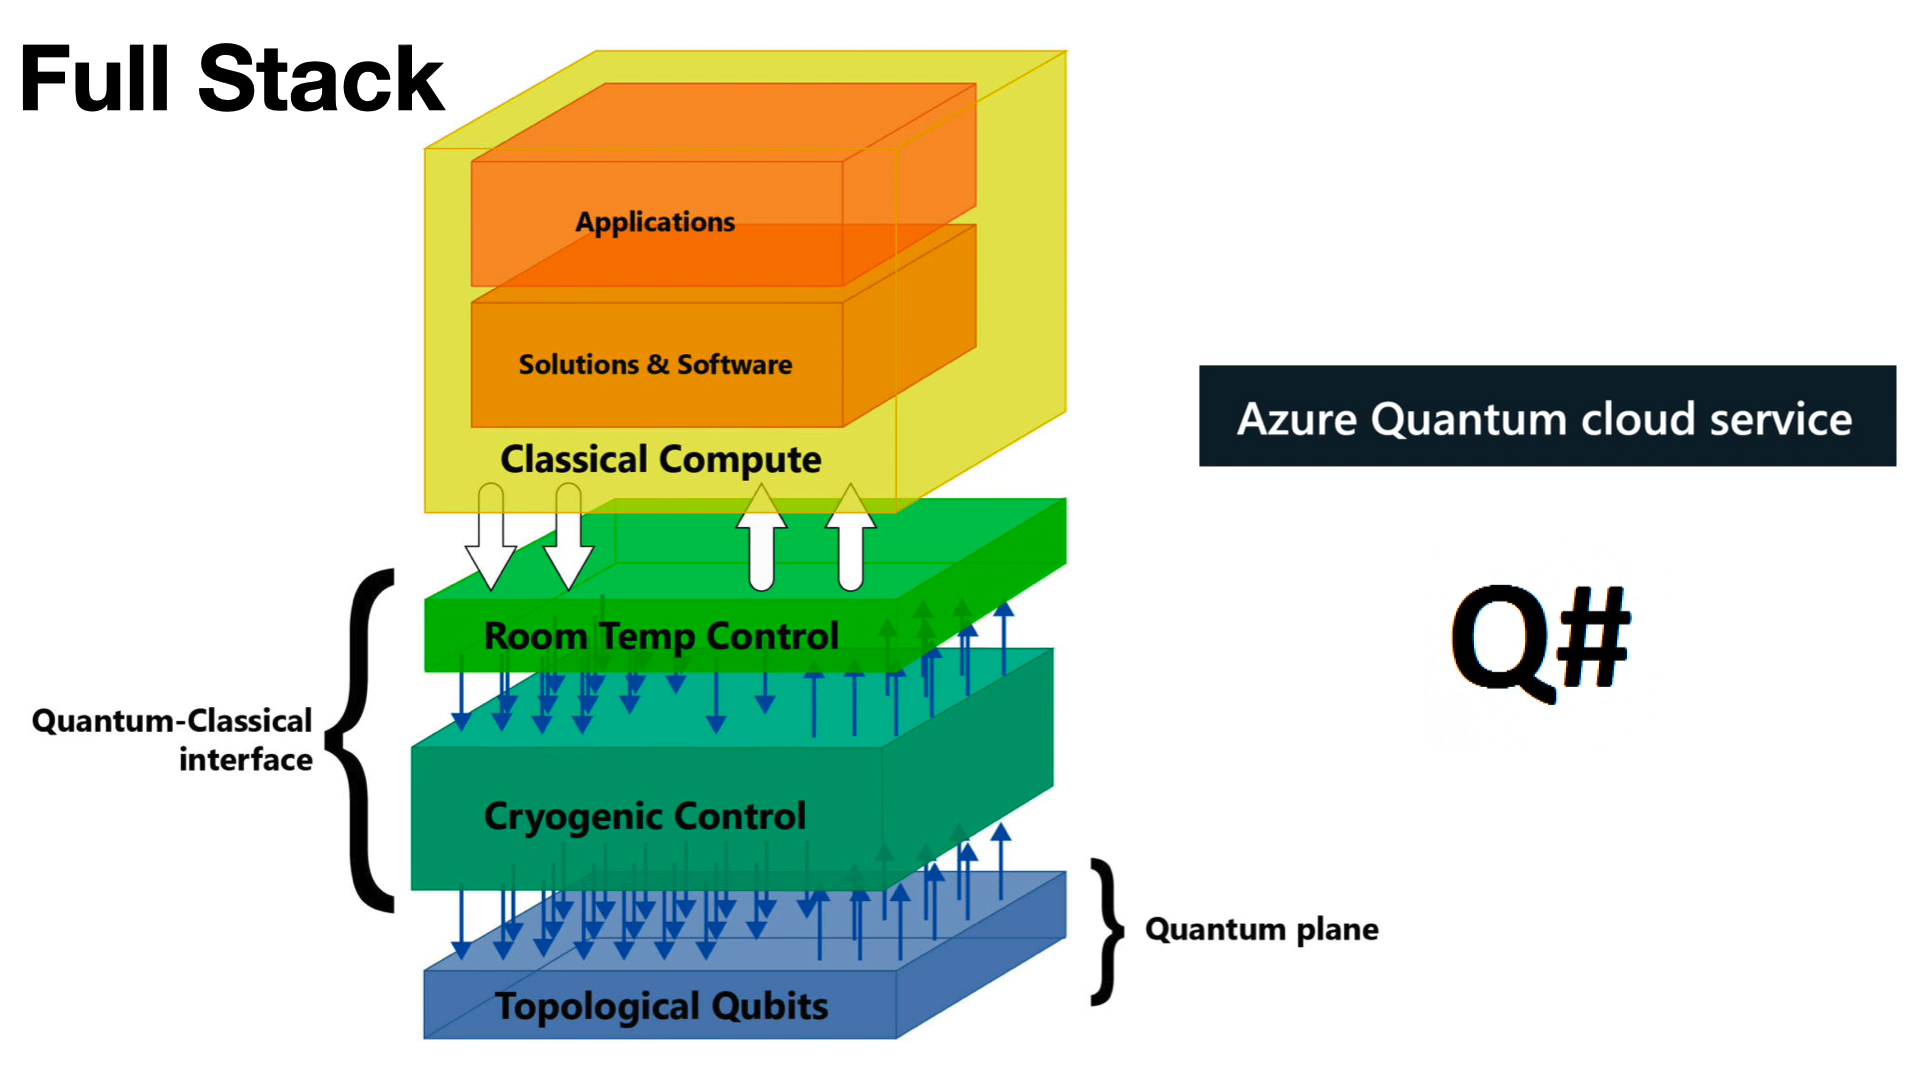 Full Stack
Applications
Solutions & Software
Classical Compute
Azure Quantum cloud service
Q#
Room Temp Control
Quantum-Classical
interface
Cryogenic Control
Quantum plane
Topological Qubits